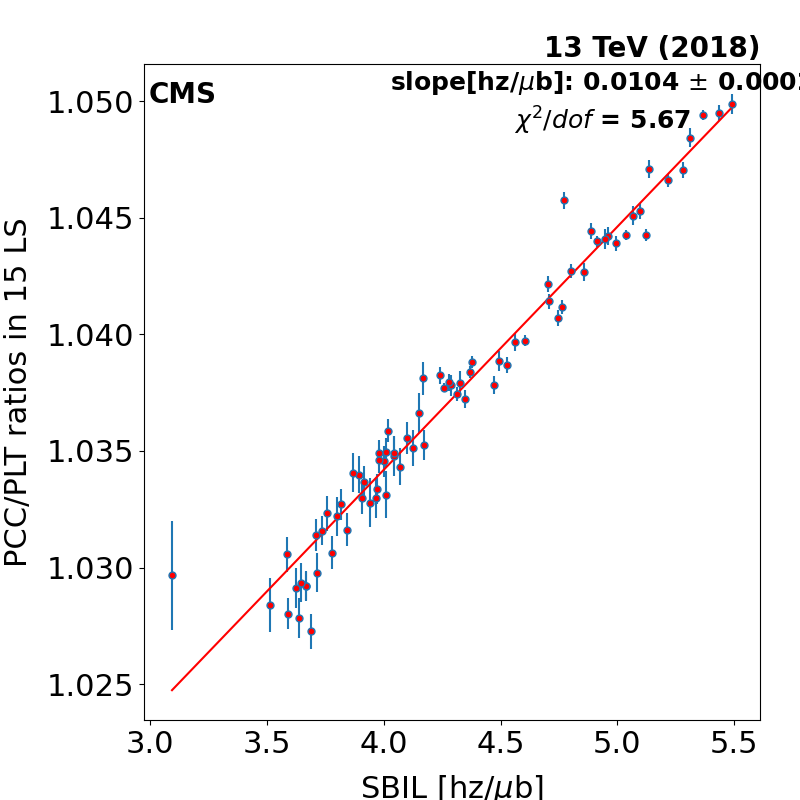 13 TeV (2018)
CMS
slope[hz/μb]: 0.0104 ± 0.000
χ²/dof = 5.67
PCC/PLT ratios in 15 LS
1.050
1.045
1.040
1.035
1.030
1.025
3.0 3.5 4.0 4.5 5.0 5.5
SBIL [hz/μb]